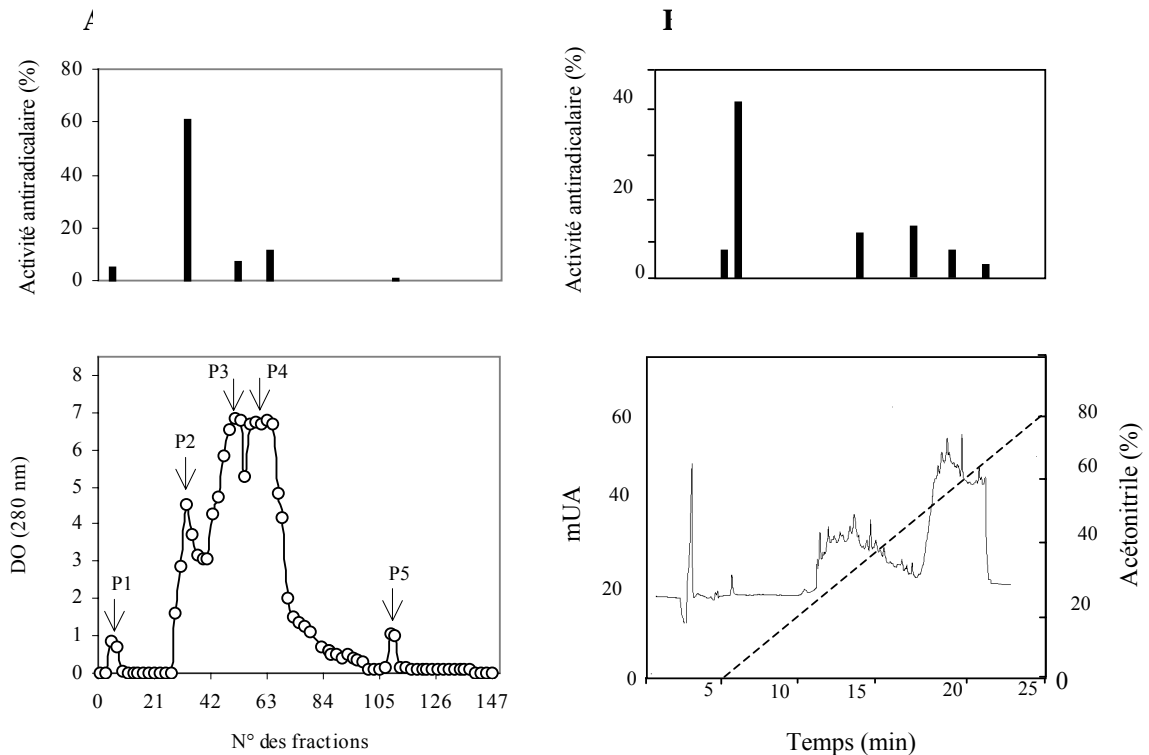 Activité antiradicalaire (%)
80
60
40
20
0
DO (280 nm)
8
7
6
5
4
3
2
1
0
P1
P2
P3
P4
P5
0 21 42 63 84 105 126 147
N° des fractions
Activité antiradicalaire (%)
40
20
0
mUA
60
40
20
0
80
60
40
20
0
Acétonitrile (%)
5 10 15 20 25
Temps (min)